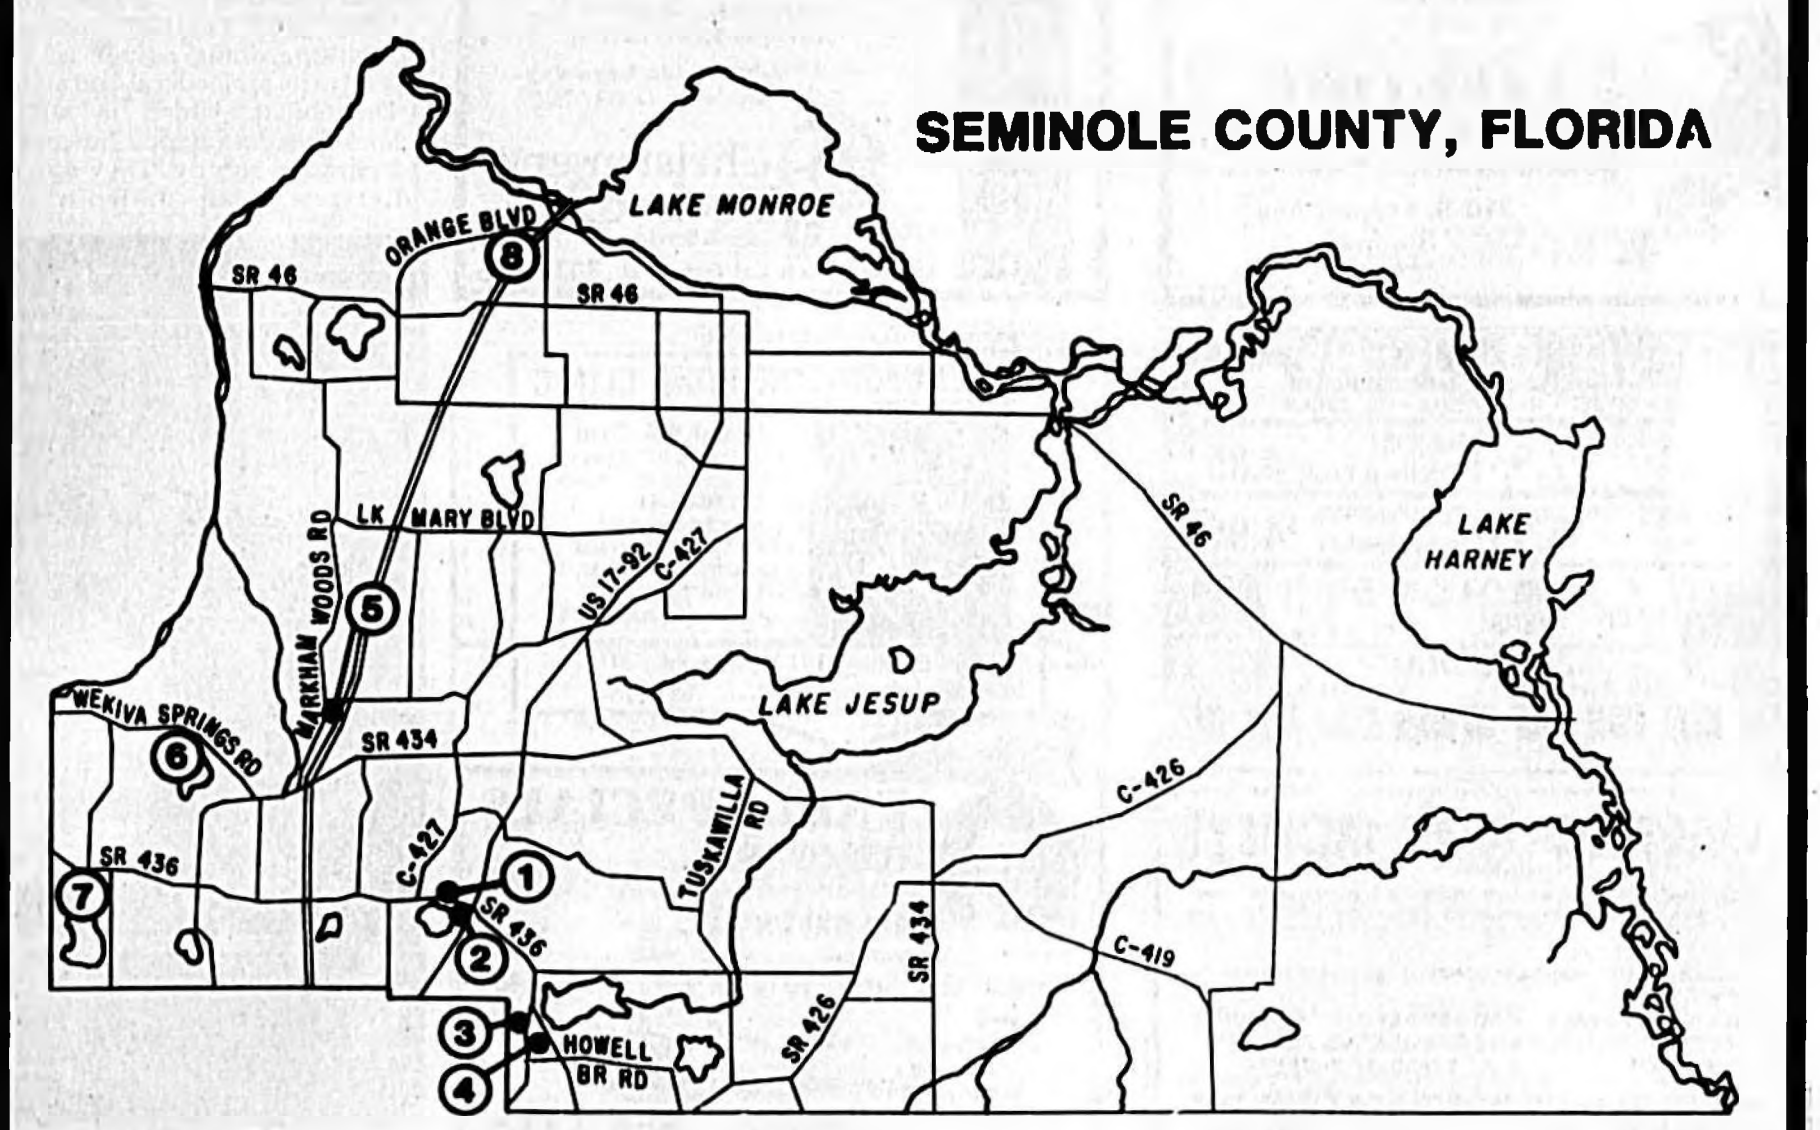 SEMINOLE COUNTY, FLORIDA
LAKE MONROE
ORANGE BLVD
8
SR 46
SR 46
LK MARY BLVD
MARKHAM WOODS RD
5
US 17-92
C-427
SR 46
LAKE
HARNEY
LAKE JESUP
WEKIVA SPRINGS RD
6
SR 434
C-426
TUSKAWILLA
RD
C-427
SR 436
7
1
SR 436
2
SR 434
C-419
3
HOWELL
BR RD
4
SR 426